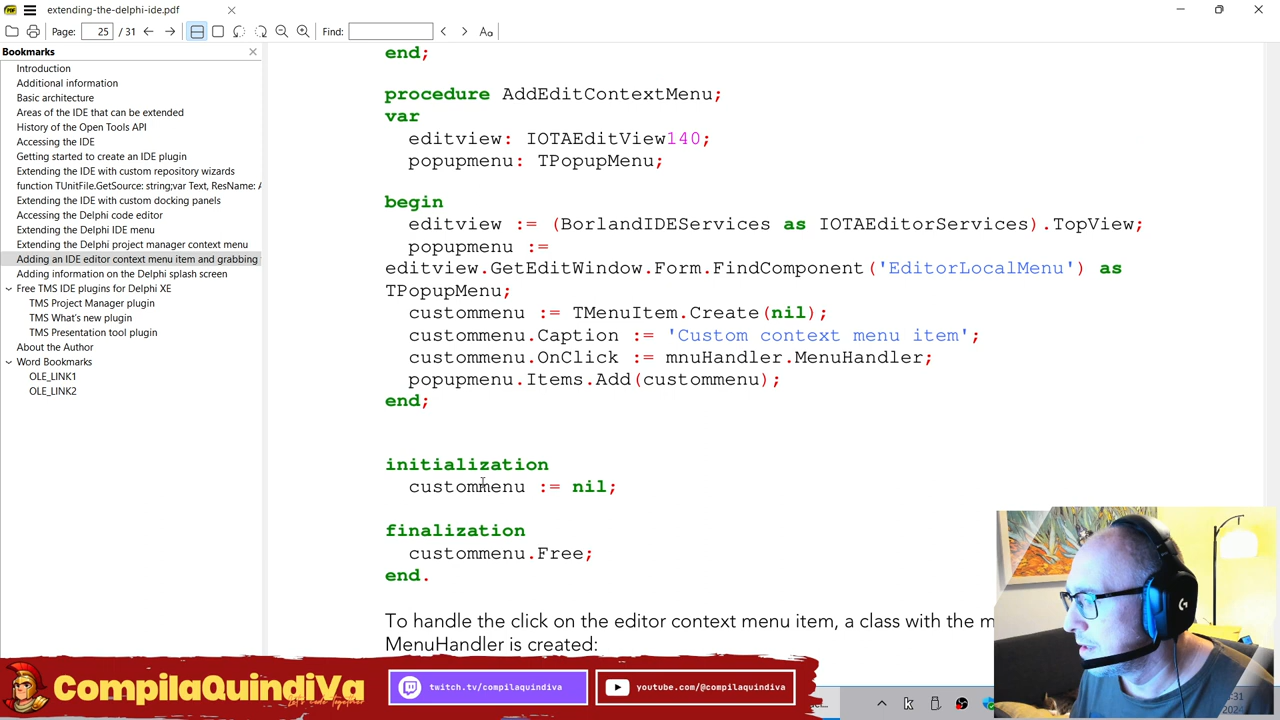 extending-the-delphi-ide.pdf
Page: 25 / 31
Find:
Bookmarks
Introduction
Additional information
Basic architecture
Areas of the IDE that can be extended
History of the Open Tools API
Accessing the IDE
Getting started to create an IDE plugin
Extending the IDE with custom repository wizards
function TUnitFile.GetSource: string;var Text, ResName: A
Extending the IDE with custom docking panels
Accessing the Delphi code editor
Extending the Delphi IDE menu
Extending the Delphi project manager context menu
Adding an IDE editor context menu item and grabbing
Adding information on the Delphi splash screen
Free TMS IDE plugins for Delphi XE
TMS Project Manager plugin
TMS What's new plugin
TMS Presentation tool plugin
About the Author
Word Bookmarks
OLE_LINK1
OLE_LINK2
end;
procedure AddEditContextMenu;
var
editview: IOTAEditView140;
popupmenu: TPopupMenu;
begin
editview := (BorlandIDEServices as IOTAEditorServices).TopView;
popupmenu :=
editview.GetEditWindow.Form.FindComponent('EditorLocalMenu') as
TPopupMenu;
custommenu := TMenuItem.Create(nil);
custommenu.Caption := 'Custom context menu item';
custommenu.OnClick := mnuHandler.MenuHandler;
popupmenu.Items.Add(custommenu);
end;
initialization
custommenu := nil;
finalization
custommenu.Free;
end.
To handle the click on the editor context menu item, a class with the m
MenuHandler is created:
CompilaQuindiVa
twitch.tv/compilaquindiva
youtube.com/@compilaquindiva